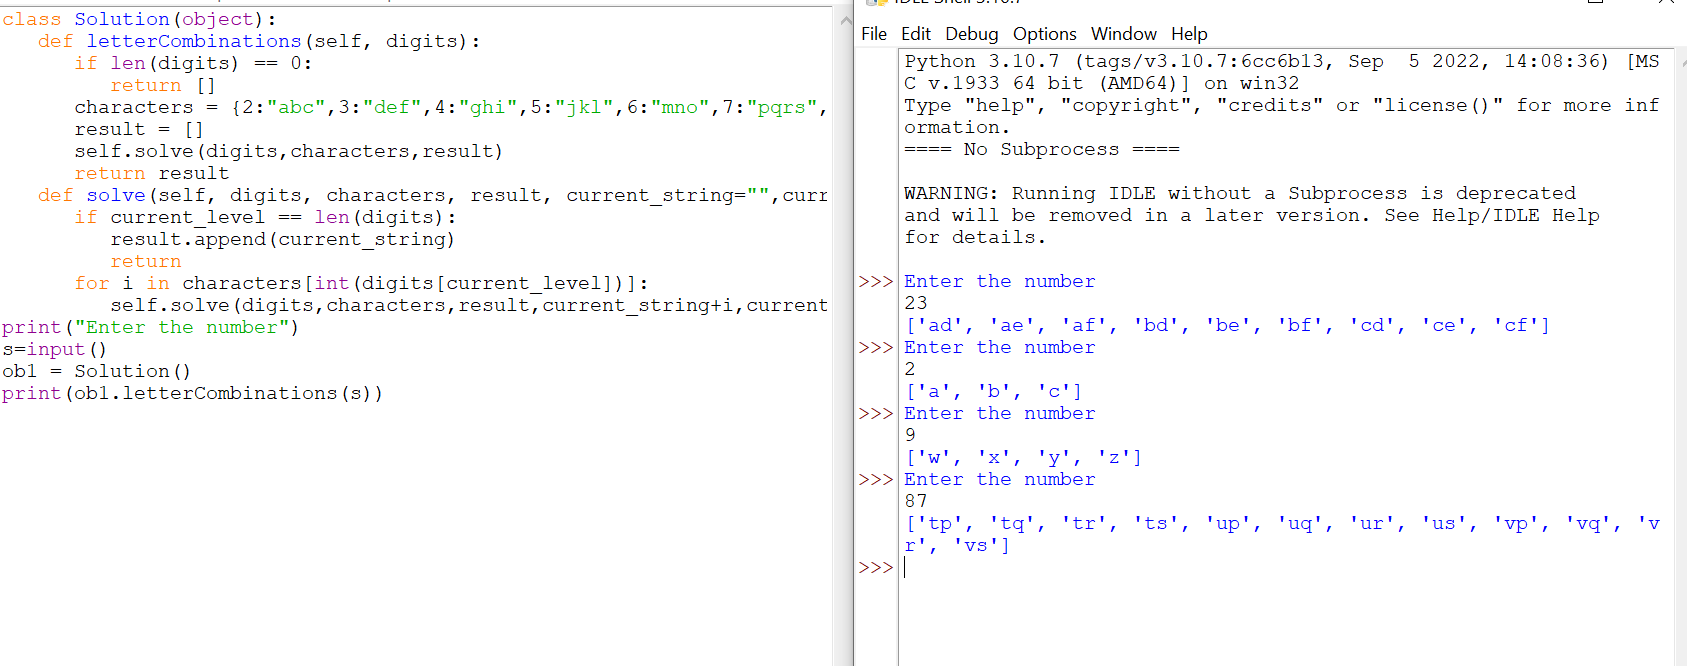 class Solution(object):
def letterCombinations(self, digits):
if len(digits) == 0:
return []
characters = {2:"abc",3:"def",4:"ghi",5:"jkl",6:"mno",7:"pqrs",
result = []
self.solve(digits,characters,result)
return result
def solve(self, digits, characters, result, current_string="",curr
if current_level == len(digits):
result.append(current_string)
return
for i in characters[int(digits[current_level])]:
self.solve(digits,characters,result,current_string+i,current
print("Enter the number")
s=input()
ob1 = Solution()
print(ob1.letterCombinations(s))
File Edit Debug Options Window Help
Python 3.10.7 (tags/v3.10.7:6cc6b13, Sep  5 2022, 14:08:36) [MS
C v.1933 64 bit (AMD64)] on win32
Type "help", "copyright", "credits" or "license()" for more inf
ormation.
==== No Subprocess ====
WARNING: Running IDLE without a Subprocess is deprecated
and will be removed in a later version. See Help/IDLE Help
for details.
>>> Enter the number
23
['ad', 'ae', 'af', 'bd', 'be', 'bf', 'cd', 'ce', 'cf']
>>> Enter the number
2
['a', 'b', 'c']
>>> Enter the number
9
['w', 'x', 'y', 'z']
>>> Enter the number
87
['tp', 'tq', 'tr', 'ts', 'up', 'uq', 'ur', 'us', 'vp', 'vq', 'v
r', 'vs']
>>>